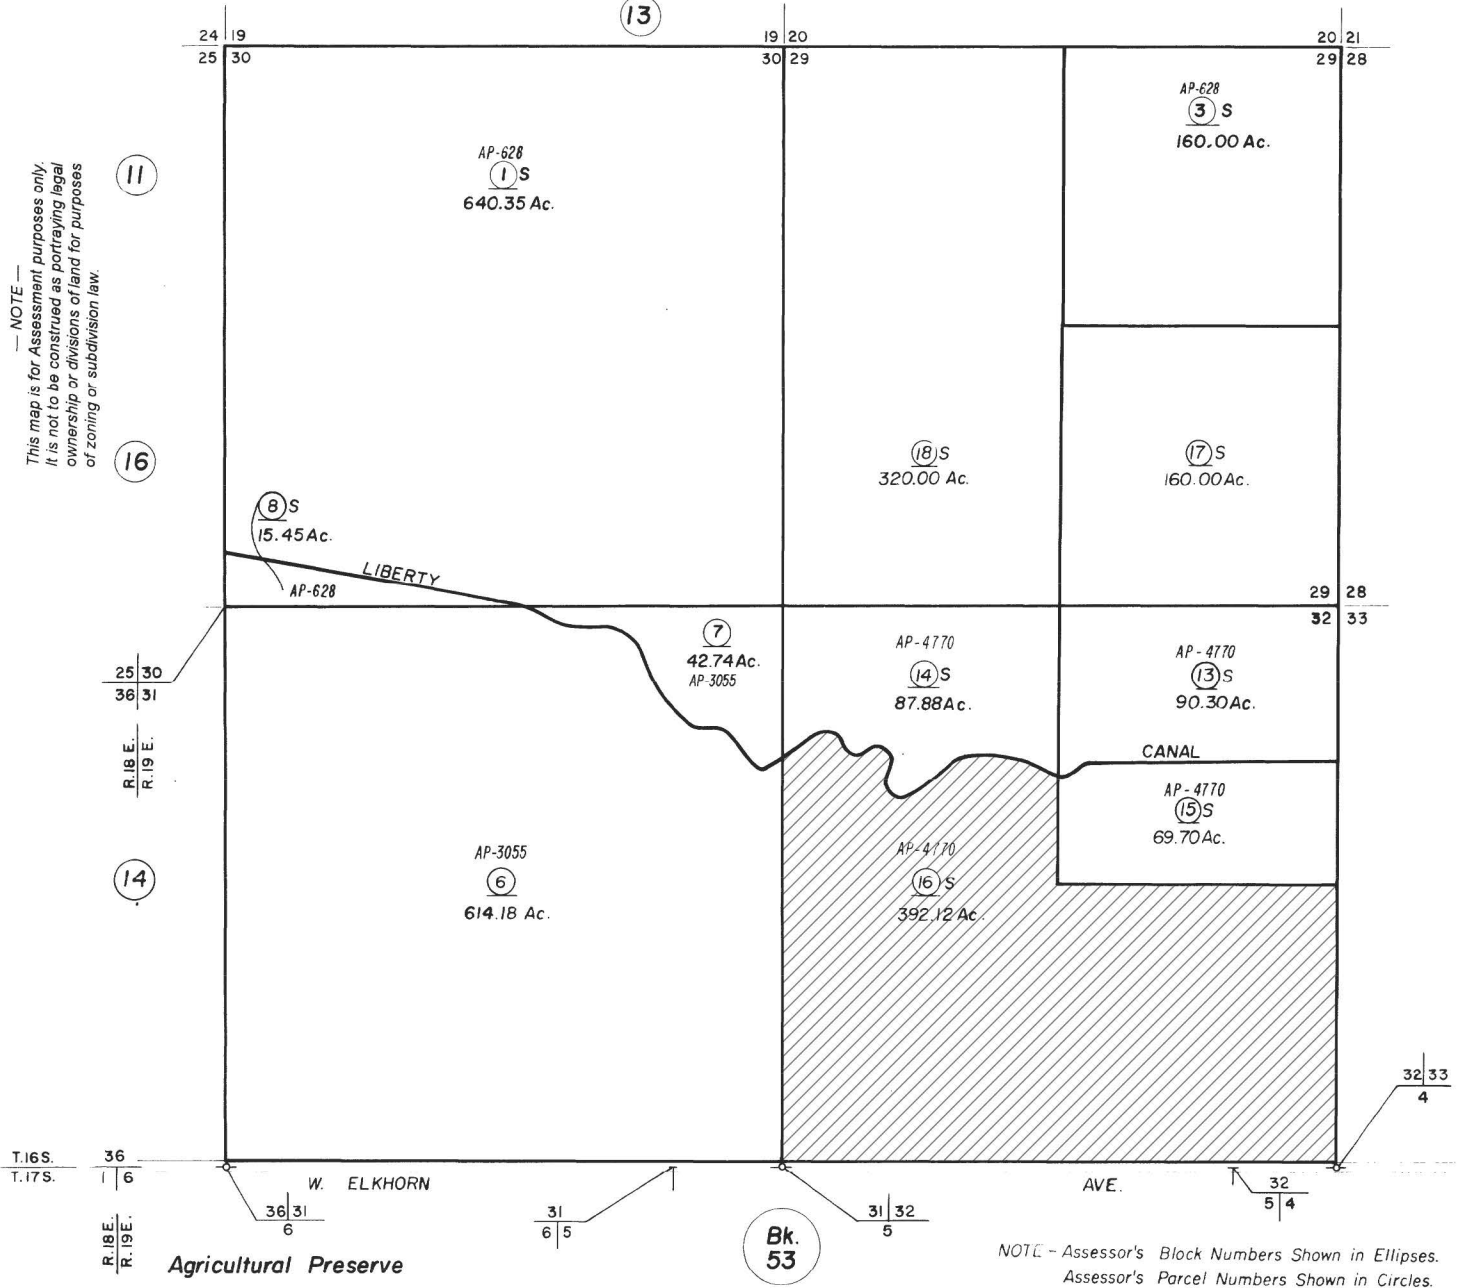 13
24 19
19 20
20 21
25 30
30 29
29 28
AP-628
3 S
160.00 Ac.
AP-628
1 S
640.35 Ac.
11
— NOTE —
This map is for Assessment purposes only.
It is not to be construed as portraying legal
ownership or divisions of land for purposes
of zoning or subdivision law.
16
18 S
320.00 Ac.
17 S
160.00 Ac.
8 S
15.45 Ac.
LIBERTY
AP-628
29 28
32 33
7
42.74 Ac.
AP-3055
AP-4770
14 S
87.88 Ac.
AP-4770
13 S
90.30 Ac.
25 30
36 31
R.18 E.
R.19 E.
CANAL
AP-4770
15 S
69.70 Ac.
AP-3055
6
614.18 Ac.
AP-4770
16 S
392.12 Ac.
14
32 33
4
T.16 S.
T.17 S.
36
1 6
W. ELKHORN
AVE.
36 31
6
31
6 5
31 32
5
32
5 4
R.18 E.
R.19 E.
Agricultural Preserve
Bk.
53
NOTE - Assessor's Block Numbers Shown in Ellipses.
Assessor's Parcel Numbers Shown in Circles.